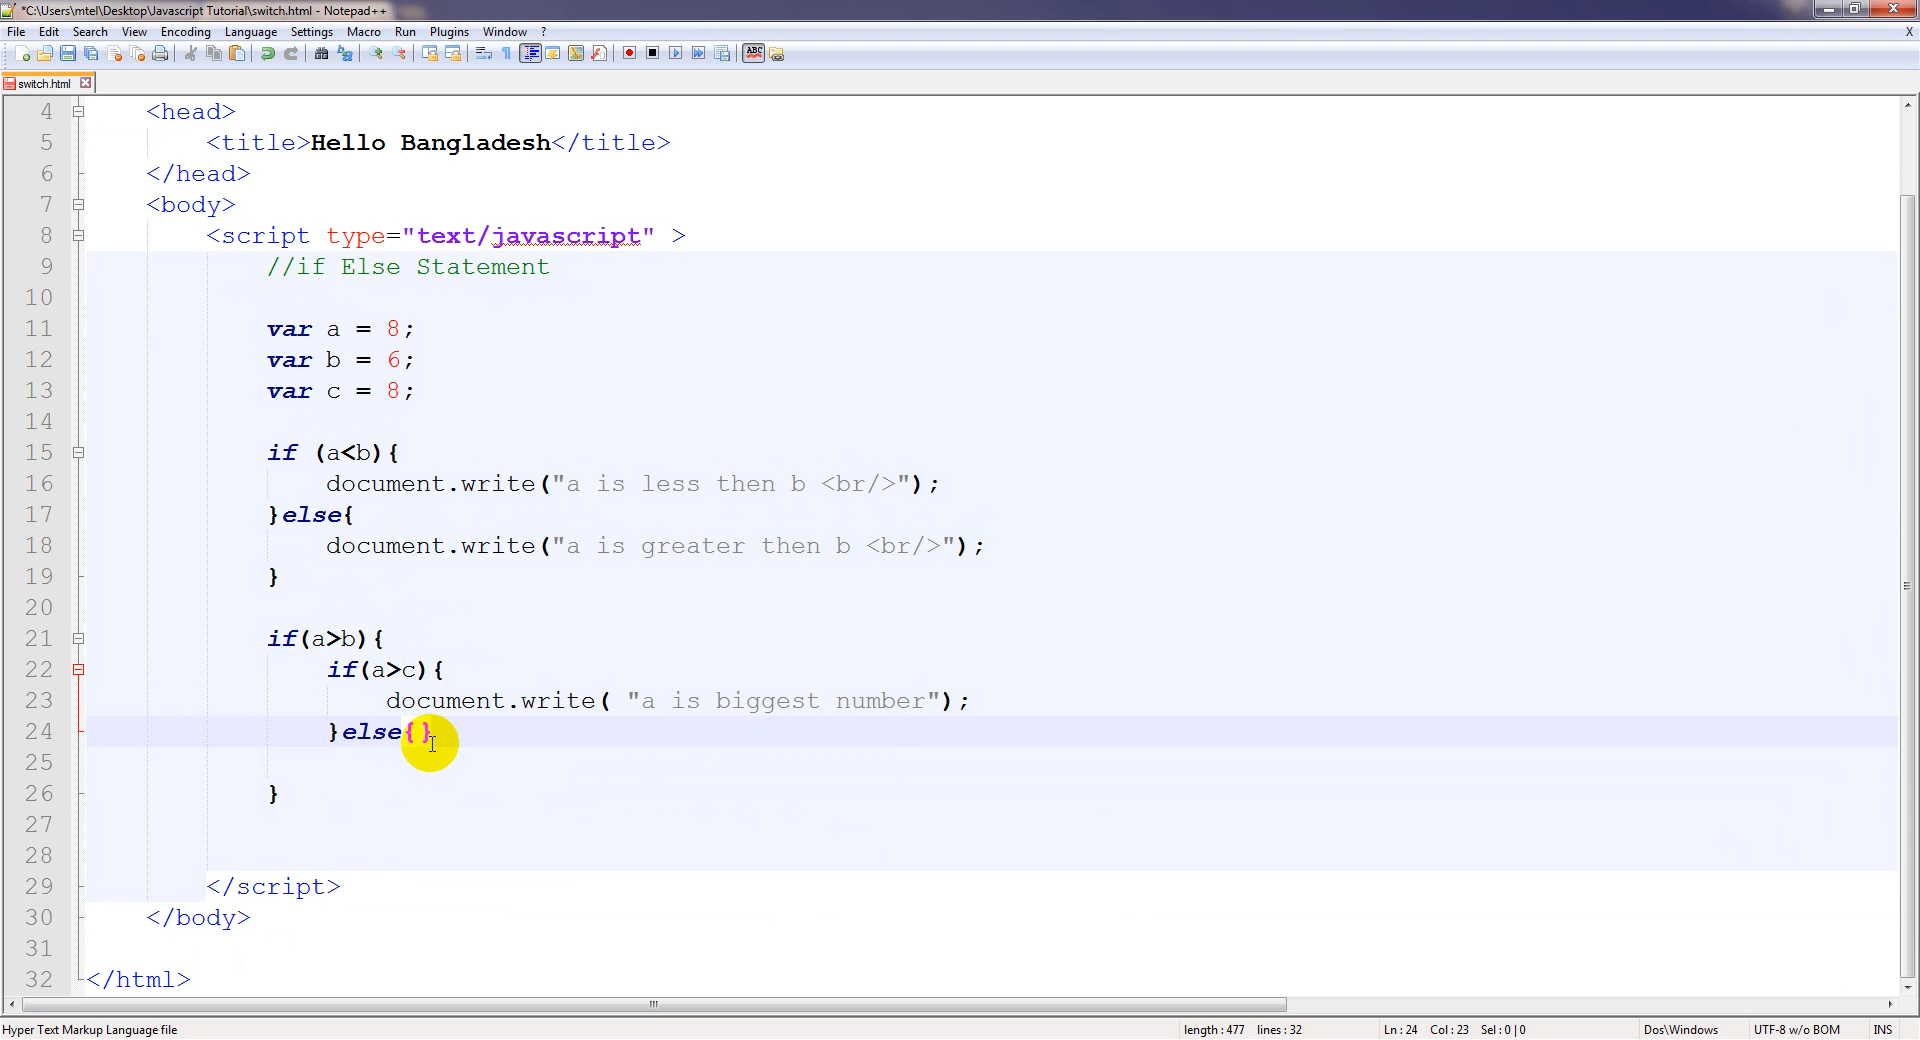 *C:\Users\mtel\Desktop\Javascript Tutorial\switch.html - Notepad++
File Edit Search View Encoding Language Settings Macro Run Plugins Window ? X
ABC
switch.html
4 <head>
5 <title>Hello Bangladesh</title>
6 </head>
7 <body>
8 <script type="text/javascript" >
9 //if Else Statement
10
11 var a = 8;
12 var b = 6;
13 var c = 8;
14
15 if (a<b){
16 document.write("a is less then b <br/>");
17 }else{
18 document.write("a is greater then b <br/>");
19 }
20
21 if(a>b){
22 if(a>c){
23 document.write( "a is biggest number");
24 }else{}
25
26 }
27
28
29 </script>
30 </body>
31
32 </html>
Hyper Text Markup Language file length : 477 lines : 32 Ln : 24 Col : 23 Sel : 0 | 0 Dos\Windows UTF-8 w/o BOM INS